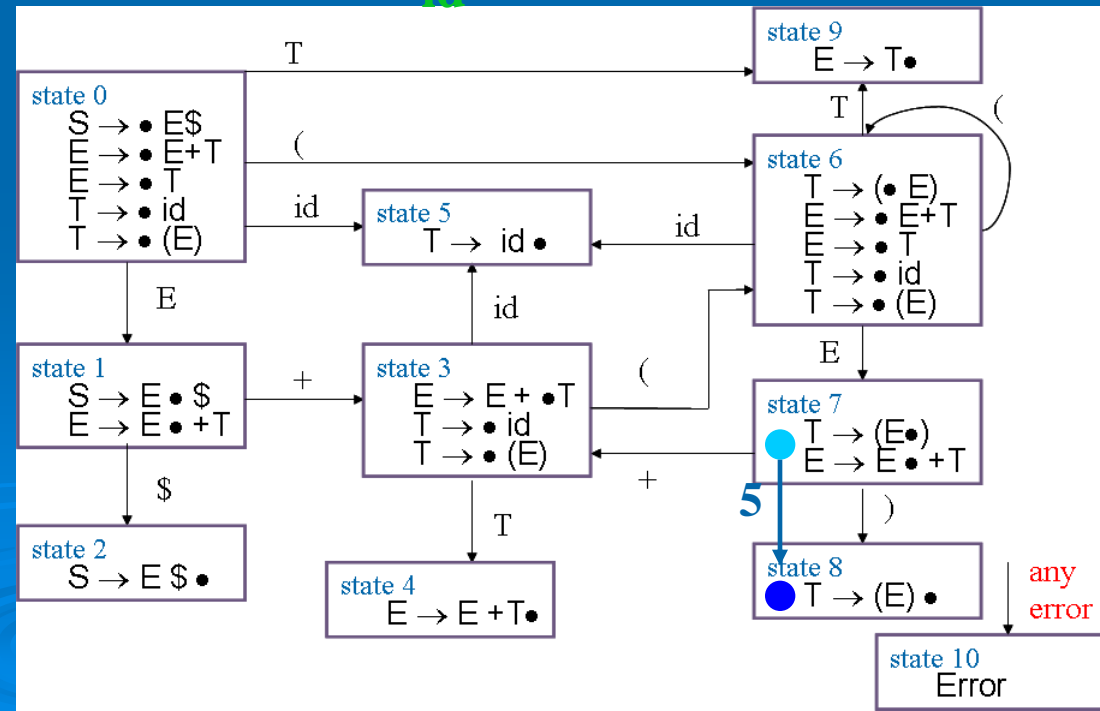 id
T
state 9
E → T•
state 0
S → • E$
E → • E+T
E → • T
T → • id
T → • (E)
(
T
(
state 6
T → (• E)
E → • E+T
E → • T
T → • id
T → • (E)
id
state 5
T → id •
id
E
id
E
state 1
S → E • $
E → E • +T
+
state 3
E → E + •T
T → • id
T → • (E)
(
state 7
T → (E•)
E → E • +T
+
5
$
T
)
state 2
S → E $ •
state 4
E → E +T•
state 8
T → (E) •
any
error
state 10
Error